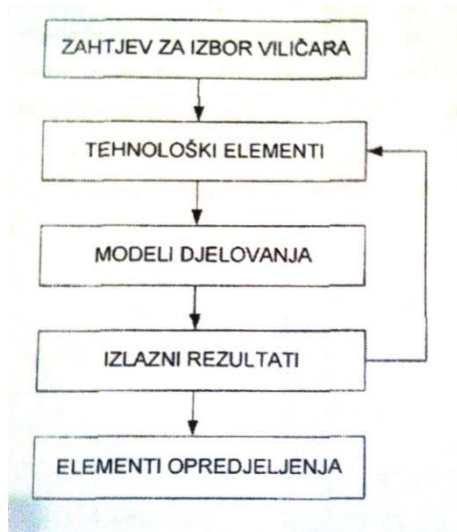 ZAHTJEV ZA IZBOR VILIČARA
TEHNOLOŠKI ELEMENTI
MODELI DJELOVANJA
IZLAZNI REZULTATI
ELEMENTI OPREDJELJENJA